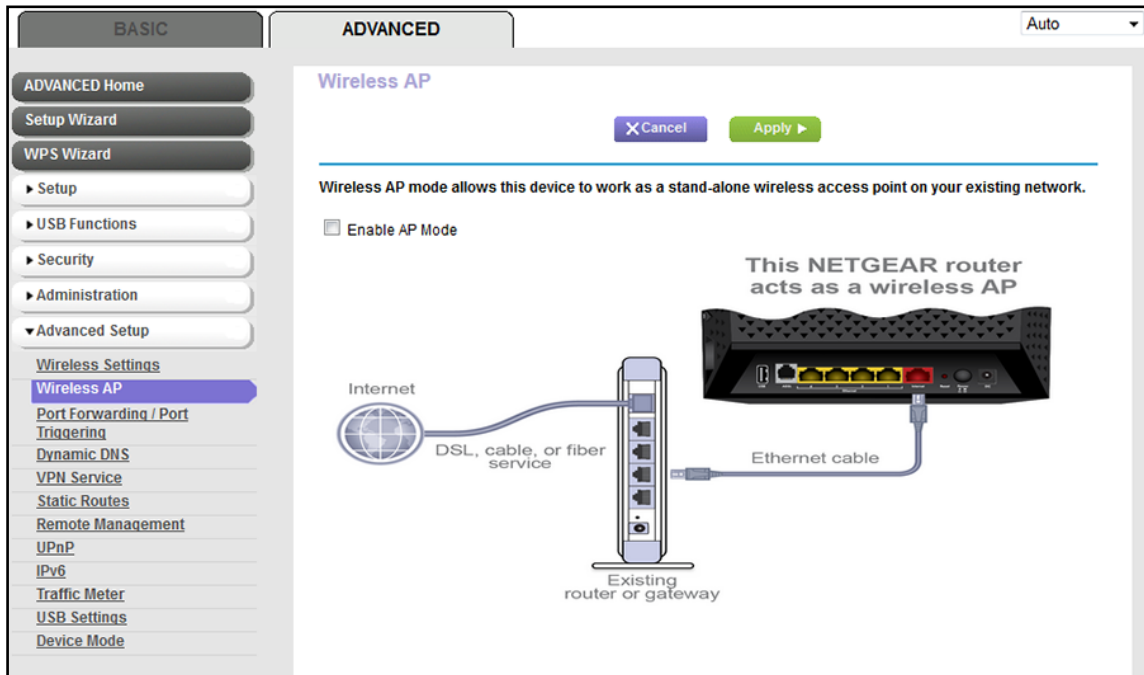 BASIC
ADVANCED
Auto
ADVANCED Home
Setup Wizard
WPS Wizard
Setup
USB Functions
Security
Administration
Advanced Setup
Wireless Settings
Wireless AP
Port Forwarding / Port
Triggering
Dynamic DNS
VPN Service
Static Routes
Remote Management
UPnP
IPv6
Traffic Meter
USB Settings
Device Mode
Wireless AP
Cancel
Apply
Wireless AP mode allows this device to work as a stand-alone wireless access point on your existing network.
Enable AP Mode
This NETGEAR router
acts as a wireless AP
Internet
DSL, cable, or fiber
service
Ethernet cable
Existing
router or gateway